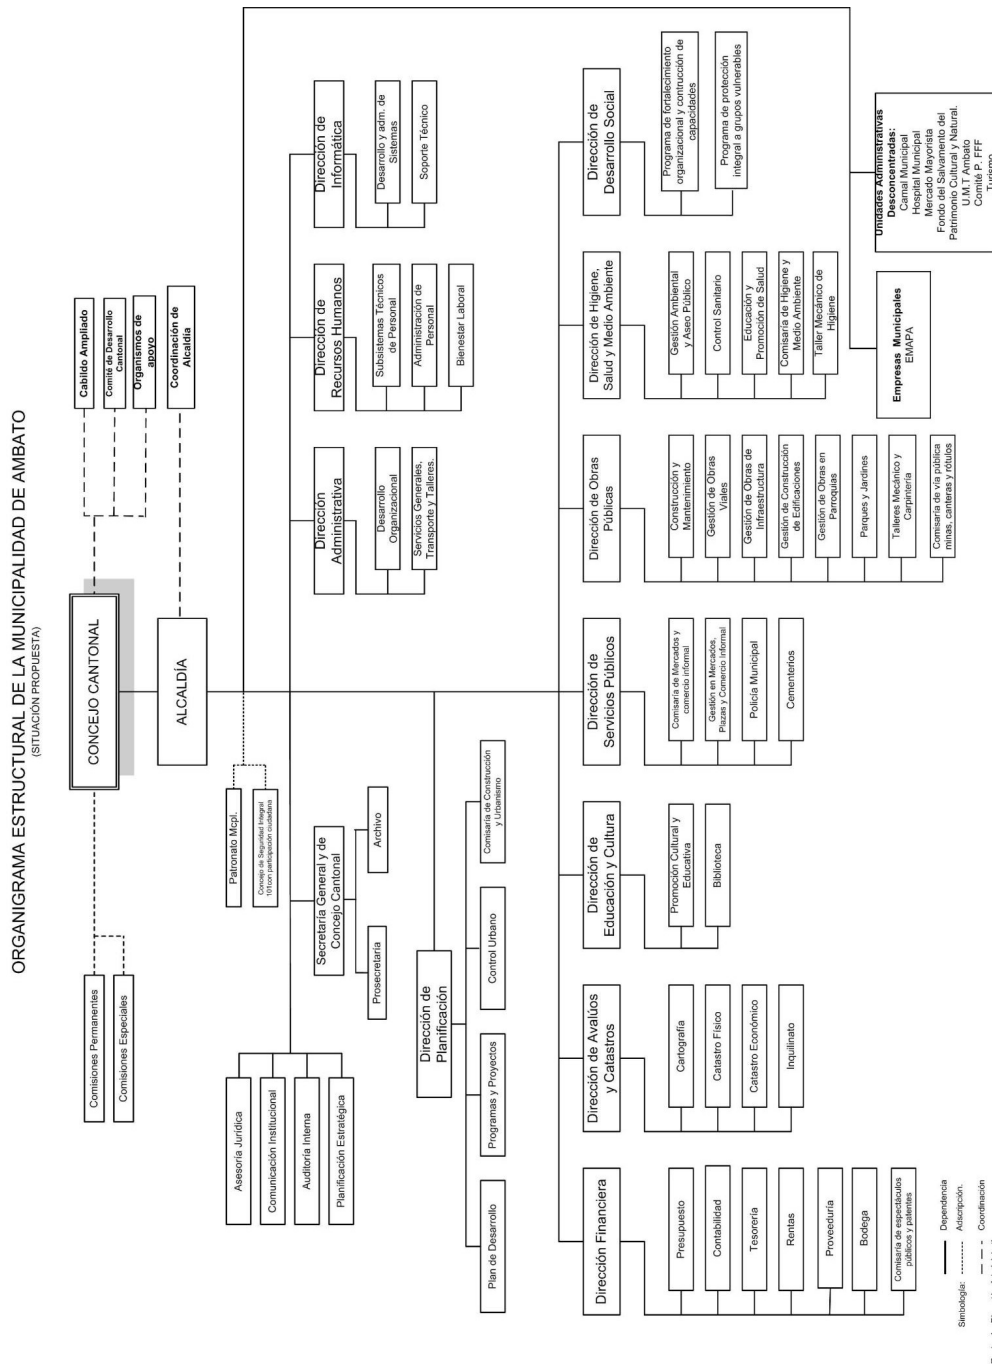 ORGANIGRAMA ESTRUCTURAL DE LA MUNICIPALIDAD DE AMBATO
(SITUACIÓN PROPUESTA)
CONCEJO CANTONAL
Comisiones Permanentes
Comisiones Especiales
Cabildo Ampliado
Comité de Desarrollo
Cantonal
Organismos de
apoyo
ALCALDÍA
Coordinación de
Alcaldía
Patronato Mcpl.
Concejo de Seguridad Integral
101con participación ciudadana
Asesoría Jurídica
Comunicación Institucional
Auditoría Interna
Planificación Estratégica
Secretaría General y de
Concejo Cantonal
Prosecretaría
Archivo
Dirección
Administrativa
Desarrollo
Organizacional
Servicios Generales,
Transporte y Talleres.
Dirección de
Recursos Humanos
Subsistemas Técnicos
de Personal
Administración de
Personal
Bienestar Laboral
Dirección de
Informática
Desarrollo y adm. de
Sistemas
Soporte Técnico
Dirección de
Planificación
Plan de Desarrollo
Programas y Proyectos
Control Urbano
Comisaría de Construcción
y Urbanismo
Dirección Financiera
Presupuesto
Contabilidad
Tesorería
Rentas
Proveeduría
Bodega
Comisaría de espectáculos
públicos y patentes
Dirección de Avalúos
y Catastros
Cartografía
Catastro Físico
Catastro Económico
Inquilinato
Dirección de
Educación y Cultura
Promoción Cultural y
Educativa
Biblioteca
Dirección de
Servicios Públicos
Comisaría de Mercados y
comercio informal
Gestión en Mercados,
Plazas y Comercio Informal
Policía Municipal
Cementerios
Dirección de Obras
Públicas
Construcción y
Mantenimiento
Gestión de Obras
Viales
Gestión de Obras de
Infraestructura
Gestión de Construcción
de Edificaciones
Gestión de Obras en
Parroquias
Parques y Jardines
Talleres Mecánico y
Carpintería
Comisaría de vía pública
minas, canteras y rótulos
Dirección de Higiene,
Salud y Medio Ambiente
Gestión Ambiental
y Aseo Público
Control Sanitario
Educación y
Promoción de Salud
Comisaría de Higiene y
Medio Ambiente
Taller Mecánico de
Higiene
Dirección de
Desarrollo Social
Programa de fortalecimiento
organizacional y contrucción de
capacidades
Programa de protección
integral a grupos vulnerables
Empresas Municipales
EMAPA
Unidades Administrativas
Desconcentradas:
Camal Municipal
Hospital Municipal
Mercado Mayorista
Fondo del Salvamento del
Patrimonio Cultural y Natural.
U.M.T Ambato
Comité P. FFF
Turismo
Simbología:
Dependencia
Adscripción.
Coordinación